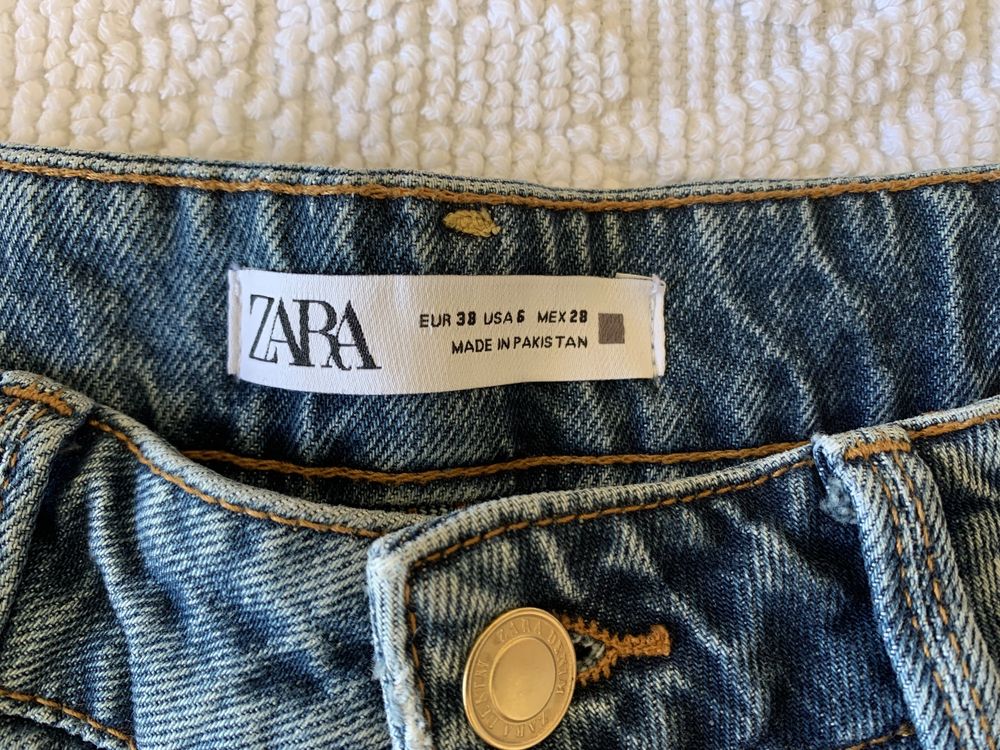 ZARA
EUR 38 USA 6 MEX 28
MADE IN PAKISTAN
ZARA DENIM ZARA DENIM